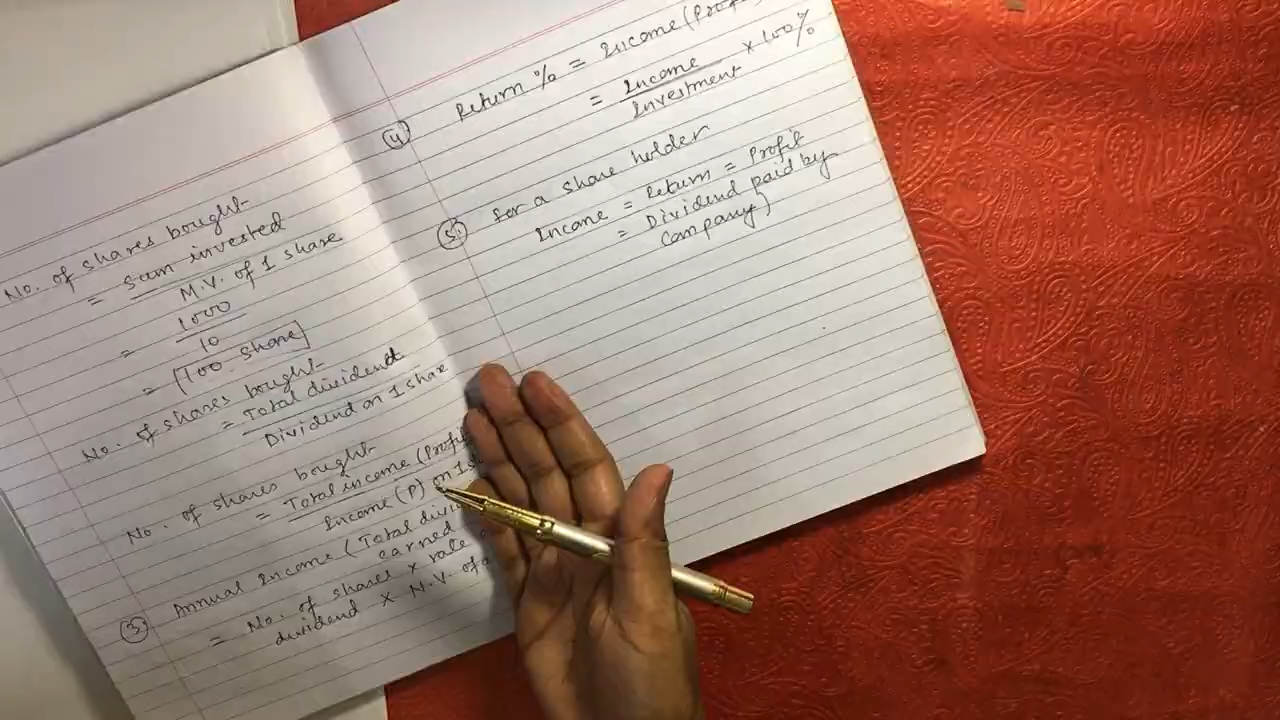 No. of shares bought
= Sum invested
M.V. of 1 share
= 1000
10
= [100 share]
No. of shares bought
= Total dividend
Dividend on 1 share
No. of shares bought
= Total income (Profit
Income (P) on 1
(3) Annual Income (Total
earned
= No. of shares × rate
dividend × N.V. of
(4) Return % = Income
= Income × 100%
Investment
(5) for a share holder
Income = Return = Profit
= Dividend paid by
Company]